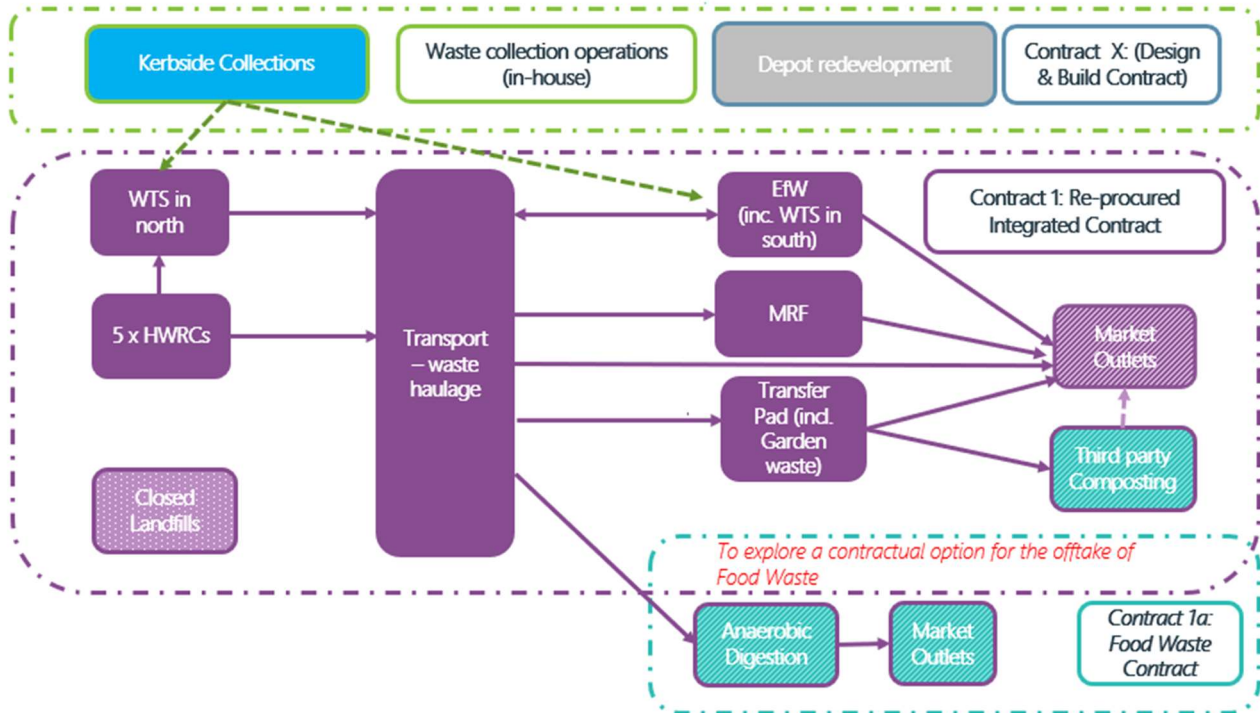 Kerbside Collections
Waste collection operations
(in-house)
Depot redevelopment
Contract X: (Design
& Build Contract)
WTS in
north
EfW
(inc. WTS in
south)
Contract 1: Re-procured
Integrated Contract
5 x HWRCs
Transport
– waste
haulage
MRF
Market
Outlets
Transfer
Pad (incl.
Garden
waste)
Third party
Composting
Closed
Landfills
To explore a contractual option for the offtake of
Food Waste
Anaerobic
Digestion
Market
Outlets
Contract 1a:
Food Waste
Contract